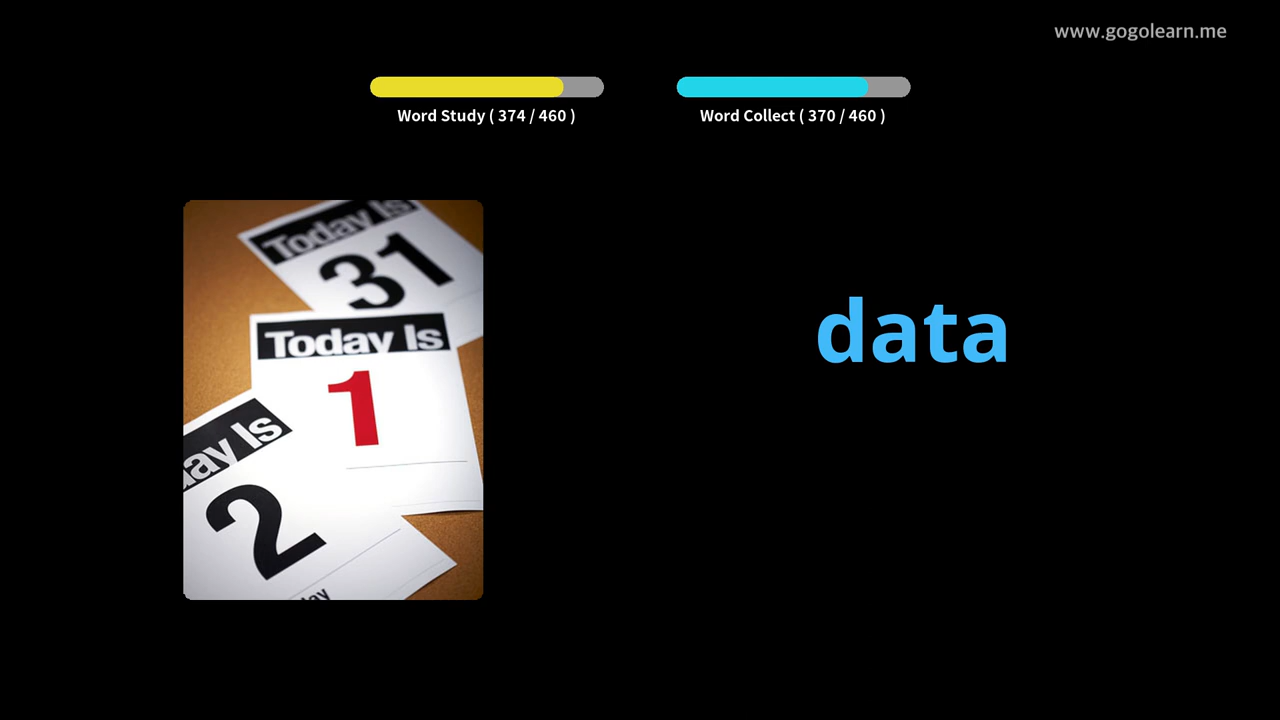 www.gogolearn.me
Word Study ( 374 / 460 )
Word Collect ( 370 / 460 )
Today Is
31
Today Is
1
ay Is
2
data